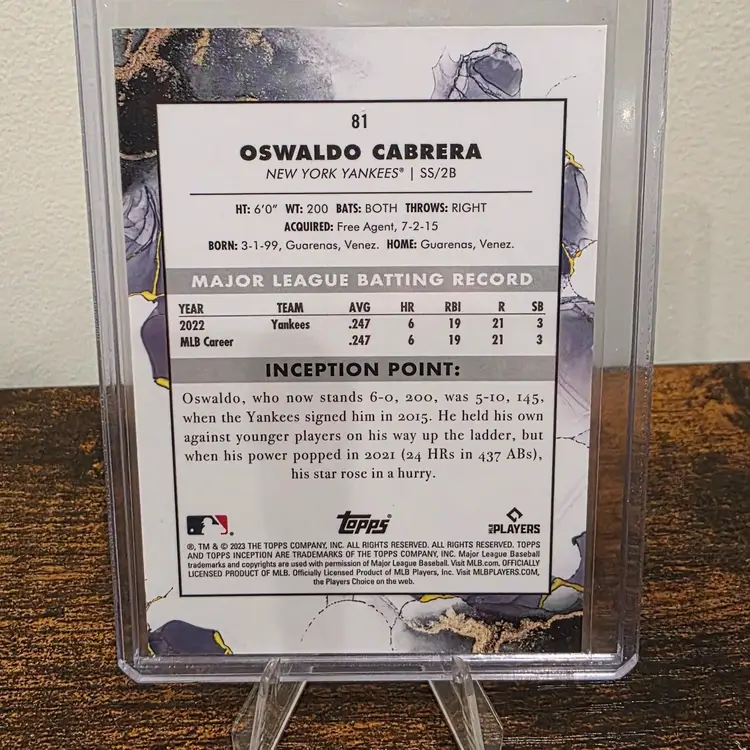 81
OSWALDO CABRERA
NEW YORK YANKEES® | SS/2B
HT: 6'0" WT: 200 BATS: BOTH THROWS: RIGHT
ACQUIRED: Free Agent, 7-2-15
BORN: 3-1-99, Guarenas, Venez. HOME: Guarenas, Venez.
MAJOR LEAGUE BATTING RECORD
YEAR TEAM AVG HR RBI R SB
2022 Yankees .247 6 19 21 3
MLB Career .247 6 19 21 3
INCEPTION POINT:
Oswaldo, who now stands 6-0, 200, was 5-10, 145,
when the Yankees signed him in 2015. He held his own
against younger players on his way up the ladder, but
when his power popped in 2021 (24 HRs in 437 ABs),
his star rose in a hurry.
Topps® MLB PLAYERS
®, TM & © 2023 THE TOPPS COMPANY, INC. ALL RIGHTS RESERVED. ALL RIGHTS RESERVED. TOPPS
AND TOPPS INCEPTION ARE TRADEMARKS OF THE TOPPS COMPANY, INC. Major League Baseball
trademarks and copyrights are used with permission of Major League Baseball. Visit MLB.com. OFFICIALLY
LICENSED PRODUCT OF MLB. Officially Licensed Product of MLB Players, Inc. Visit MLBPLAYERS.COM,
the Players Choice on the web.